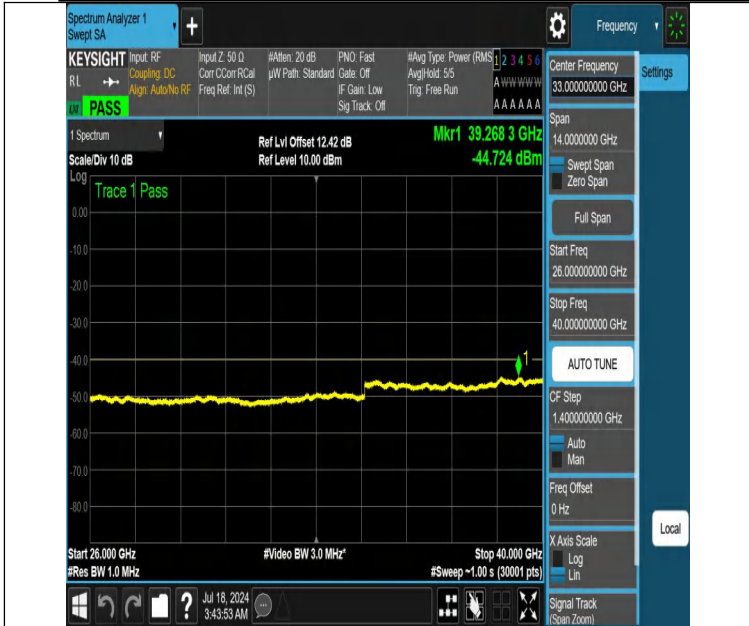 Spectrum Analyzer 1
Swept SA
Frequency
KEYSIGHT
RL
LXI
PASS
Input: RF
Coupling: DC
Align: Auto/No RF
Input Z: 50 Ω
Corr CCorr RCal
Freq Ref: Int (S)
#Atten: 20 dB
µW Path: Standard
PNO: Fast
Gate: Off
IF Gain: Low
Sig Track: Off
#Avg Type: Power (RMS
Avg|Hold: 5/5
Trig: Free Run
1 2 3 4 5 6
A W W W W W
A A A A A A
1 Spectrum
Scale/Div 10 dB
Ref Lvl Offset 12.42 dB
Ref Level 10.00 dBm
Mkr1 39.268 3 GHz
-44.724 dBm
Log
Trace 1 Pass
0.00
-10.0
-20.0
-30.0
-40.0
-50.0
-60.0
-70.0
-80.0
1
Start 26.000 GHz
#Res BW 1.0 MHz
#Video BW 3.0 MHz*
Stop 40.000 GHz
#Sweep ~1.00 s (30001 pts)
Jul 18, 2024
3:43:53 AM
Center Frequency
33.000000000 GHz
Settings
Span
14.0000000 GHz
Swept Span
Zero Span
Full Span
Start Freq
26.000000000 GHz
Stop Freq
40.000000000 GHz
AUTO TUNE
CF Step
1.400000000 GHz
Auto
Man
Freq Offset
0 Hz
X Axis Scale
Log
Lin
Local
Signal Track
(Span Zoom)